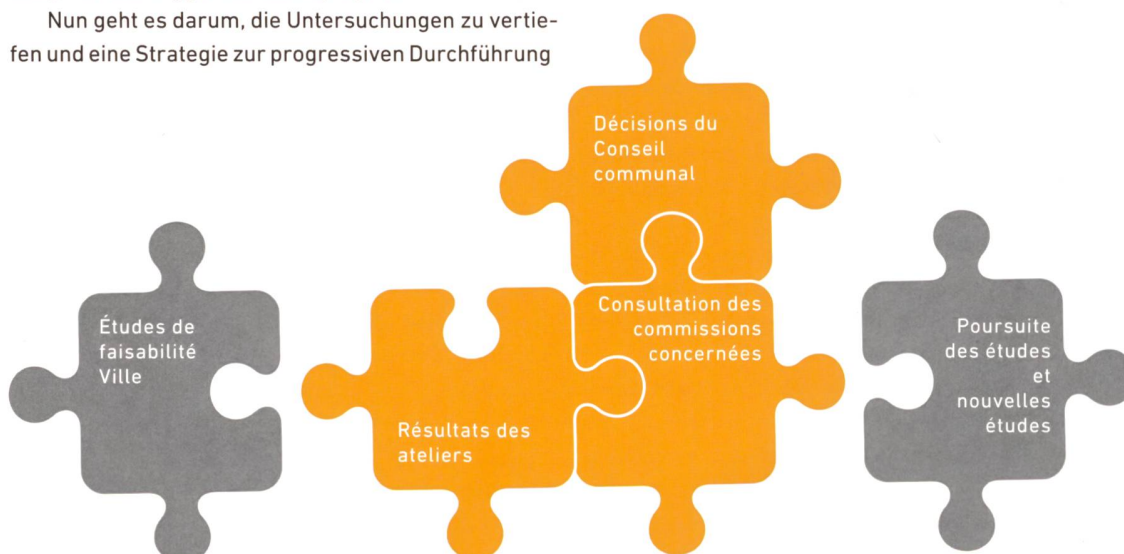 Nun geht es darum, die Untersuchungen zu vertie-
fen und eine Strategie zur progressiven Durchführung
Décisions du
Conseil
communal
Études de
faisabilité
Ville
Résultats des
ateliers
Consultation des
commissions
concernées
Poursuite
des études
et
nouvelles
études